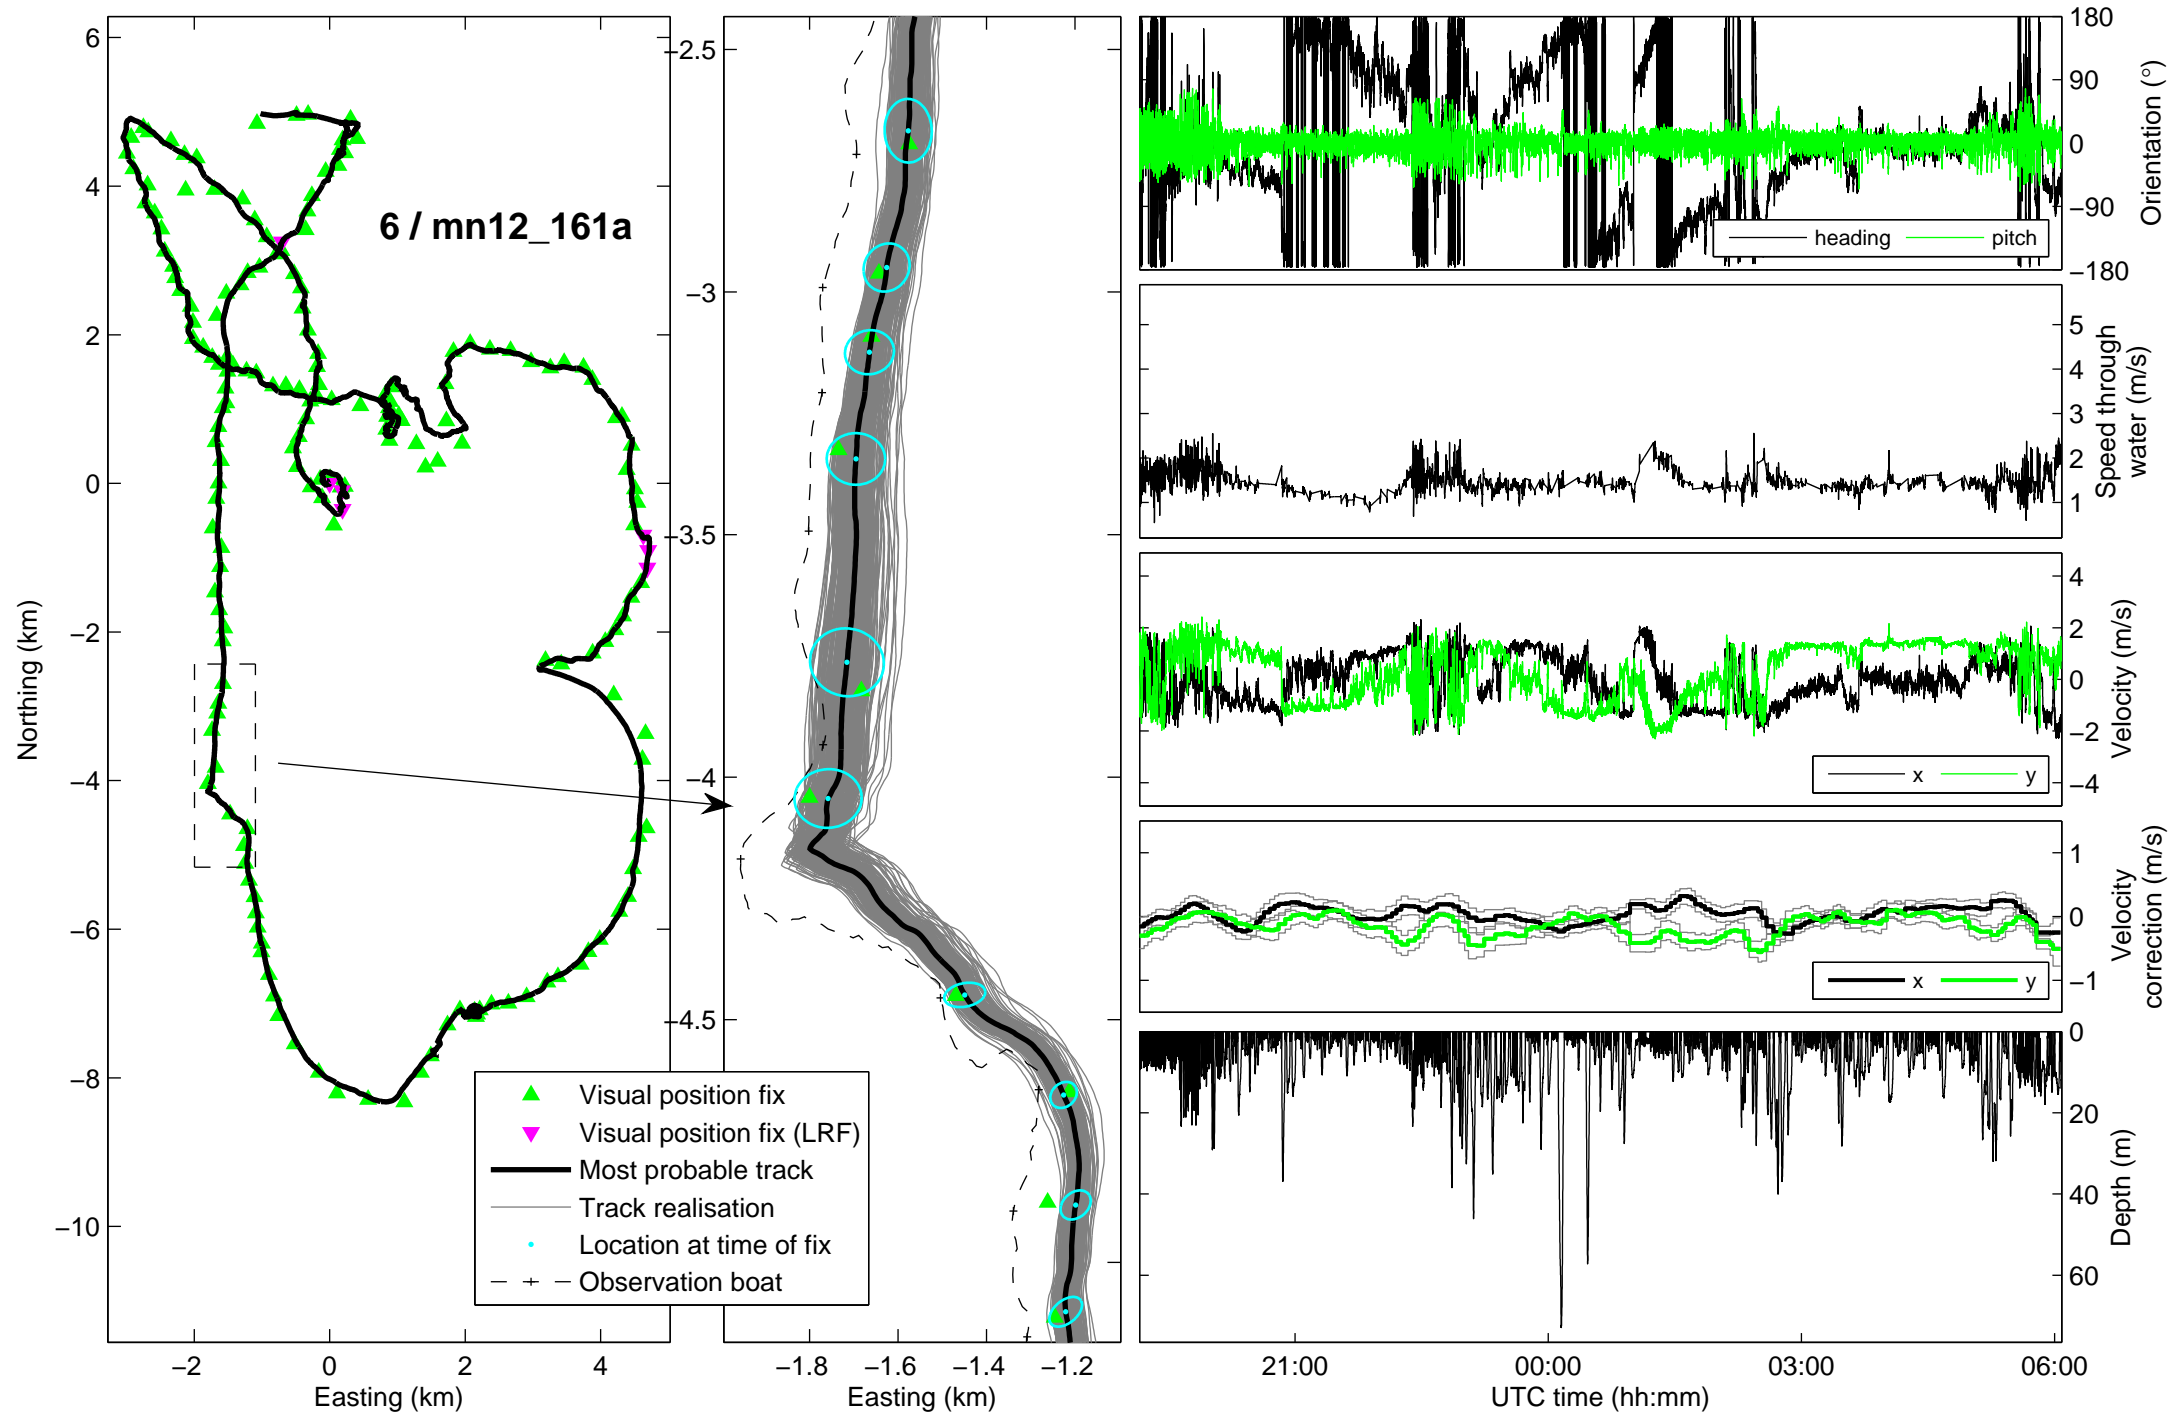 6 / mn12_161a
6
4
2
0
−2
−4
−6
−8
−10
Northing (km)
−2
0
2
4
Easting (km)
Visual position fix
Visual position fix (LRF)
Most probable track
Track realisation
Location at time of fix
Observation boat
−2.5
−3
−3.5
−4
−4.5
−1.8
−1.6
−1.4
−1.2
Easting (km)
180
90
0
−90
−180
Orientation (°)
heading
pitch
5
4
3
2
1
Speed through
water (m/s)
4
2
0
−2
−4
Velocity (m/s)
x
y
1
0
−1
Velocity
correction (m/s)
x
y
0
20
40
60
Depth (m)
21:00
00:00
03:00
06:00
UTC time (hh:mm)